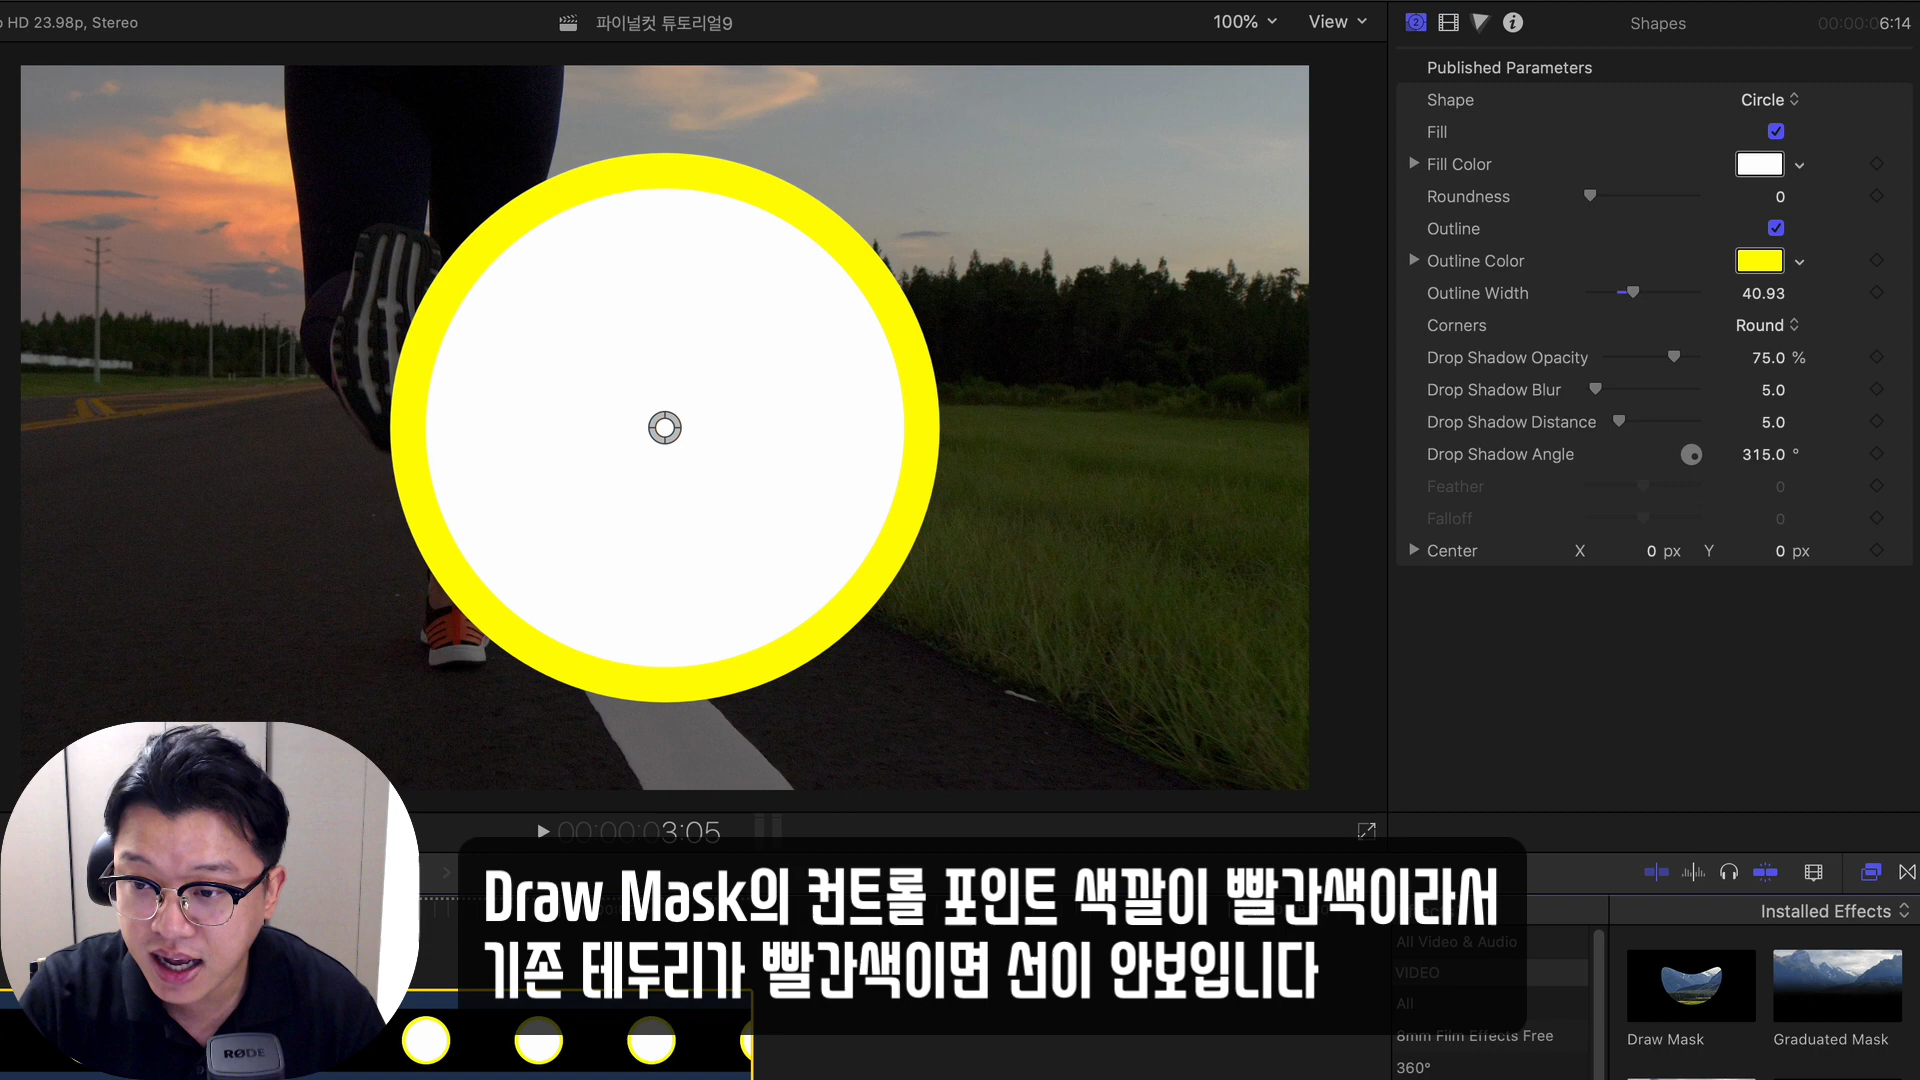 HD 23.98p, Stereo
파이널컷 튜토리얼9
100%
View
Shapes
00:00:06:14
Published Parameters
Shape
Circle
Fill
Fill Color
Roundness
0
Outline
Outline Color
Outline Width
40.93
Corners
Round
Drop Shadow Opacity
75.0 %
Drop Shadow Blur
5.0
Drop Shadow Distance
5.0
Drop Shadow Angle
315.0 °
Feather
0
Falloff
0
Center
X 0 px Y 0 px
00:00:03:05
Draw Mask의 컨트롤 포인트 색깔이 빨간색이라서
기존 테두리가 빨간색이면 선이 안보입니다
Installed Effects
All Video & Audio
VIDEO
All
8mm Film Effects Free
360°
Draw Mask
Graduated Mask
RØDE